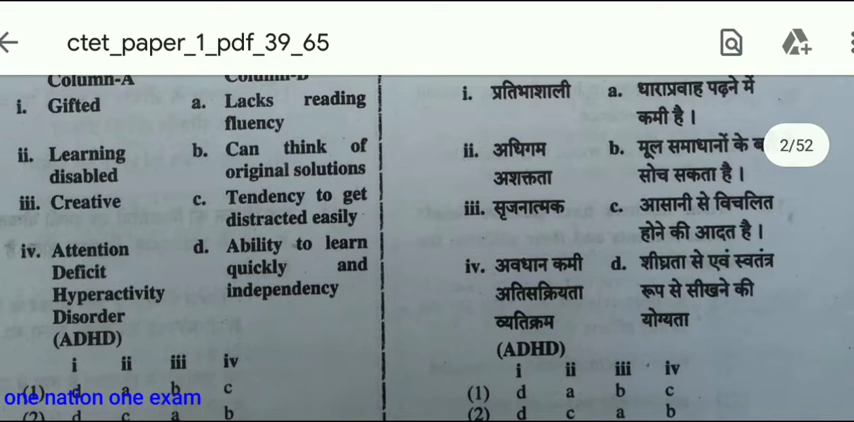 ctet_paper_1_pdf_39_65
2/52
Column-A Column-B
i. Gifted a. Lacks reading
fluency
ii. Learning b. Can think of
disabled original solutions
iii. Creative c. Tendency to get
distracted easily
iv. Attention d. Ability to learn
Deficit quickly and
Hyperactivity independency
Disorder
(ADHD)
i ii iii iv
(1) d a b c
(2) d c a b
one nation one exam
i. प्रतिभाशाली a. धाराप्रवाह पढ़ने में
कमी है ।
ii. अधिगम b. मूल समाधानों के
अशक्तता सोच सकता है ।
iii. सृजनात्मक c. आसानी से विचलित
होने की आदत है ।
iv. अवधान कमी d. शीघ्रता से एवं स्वतंत्र
अतिसक्रियता रूप से सीखने की
व्यतिक्रम योग्यता
(ADHD)
i ii iii iv
(1) d a b c
(2) d c a b